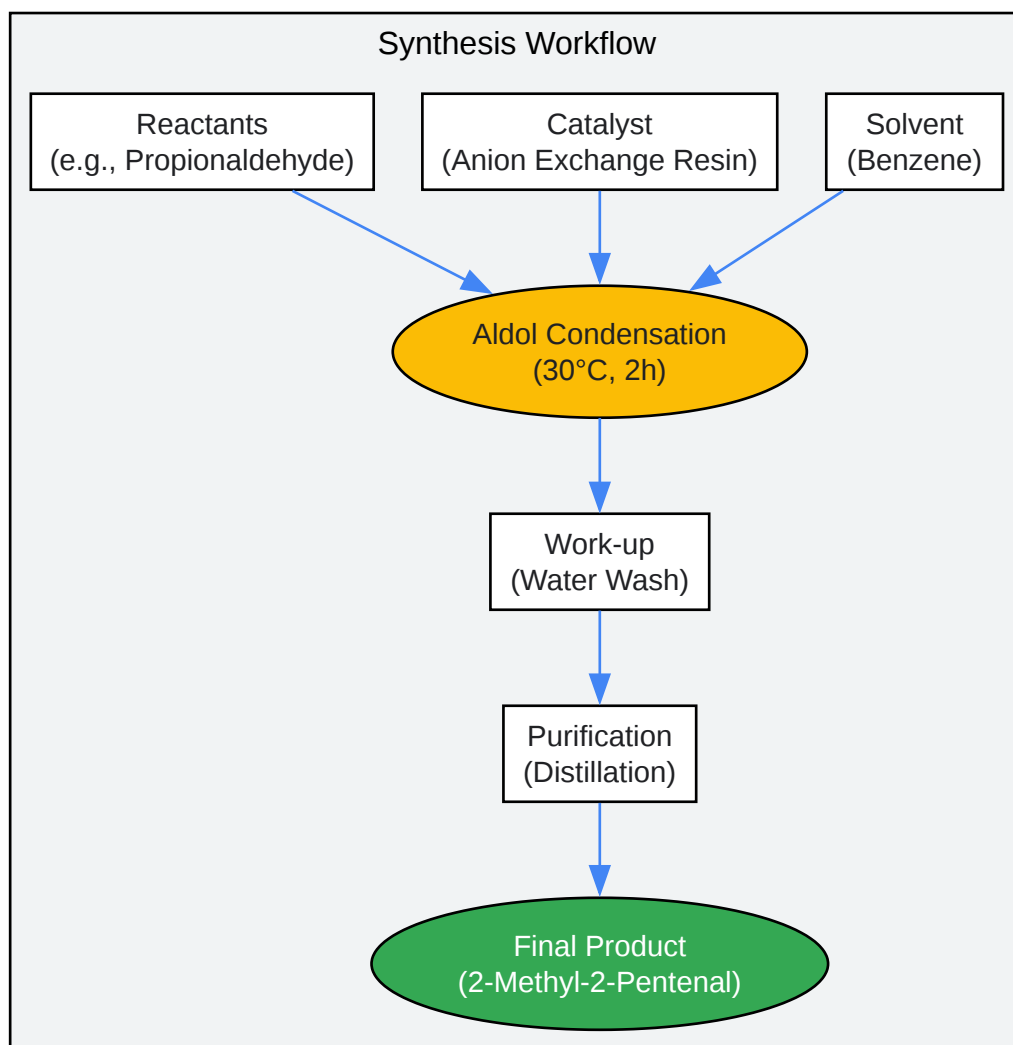 Synthesis Workflow
Reactants
(e.g., Propionaldehyde)
Catalyst
(Anion Exchange Resin)
Solvent
(Benzene)
Aldol Condensation
(30°C, 2h)
Work-up
(Water Wash)
Purification
(Distillation)
Final Product
(2-Methyl-2-Pentenal)